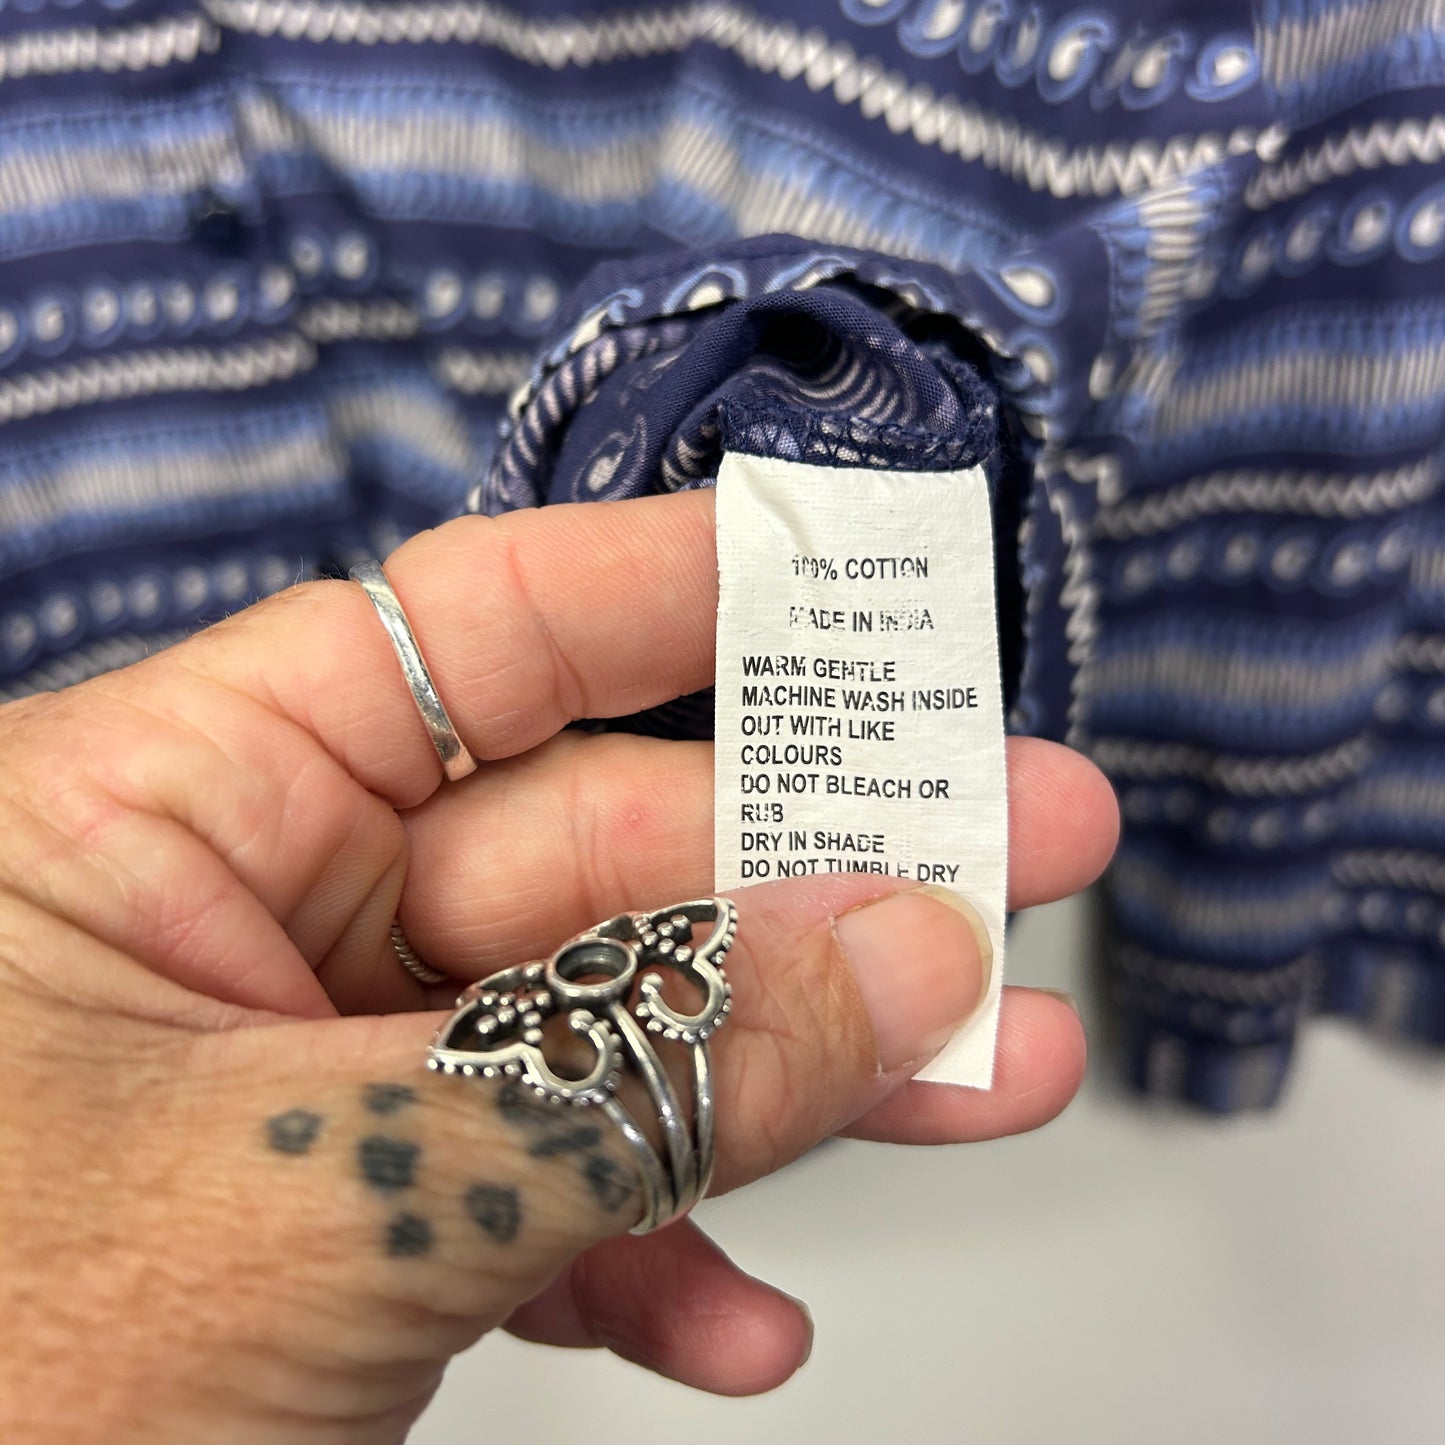 100% COTTON
MADE IN INDIA
WARM GENTLE
MACHINE WASH INSIDE
OUT WITH LIKE
COLOURS
DO NOT BLEACH OR
RUB
DRY IN SHADE
DO NOT TUMBLE DRY